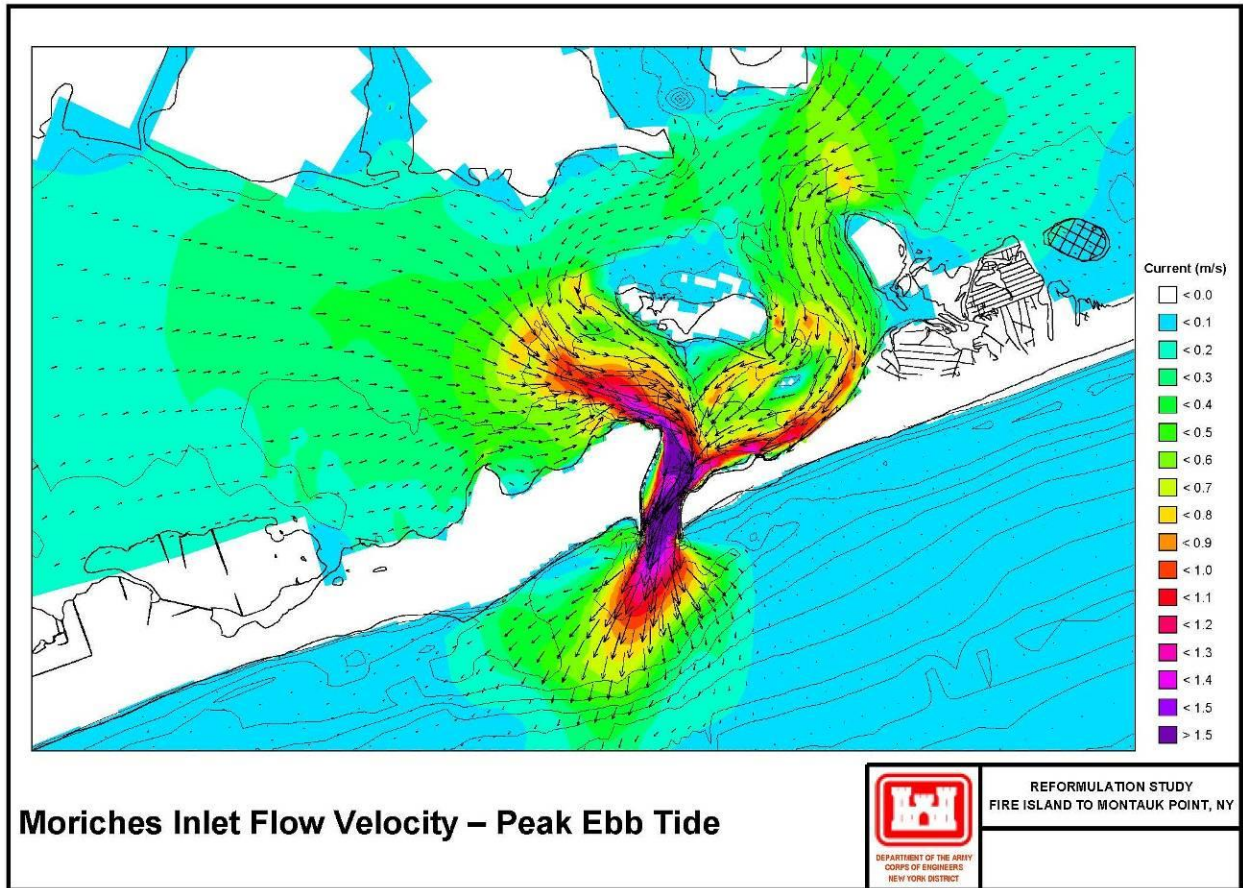 Current (m/s)
< 0.0
< 0.1
< 0.2
< 0.3
< 0.4
< 0.5
< 0.6
< 0.7
< 0.8
< 0.9
< 1.0
< 1.1
< 1.2
< 1.3
< 1.4
< 1.5
> 1.5
Moriches Inlet Flow Velocity – Peak Ebb Tide
DEPARTMENT OF THE ARMY
CORPS OF ENGINEERS
NEW YORK DISTRICT
REFORMULATION STUDY
FIRE ISLAND TO MONTAUK POINT, NY